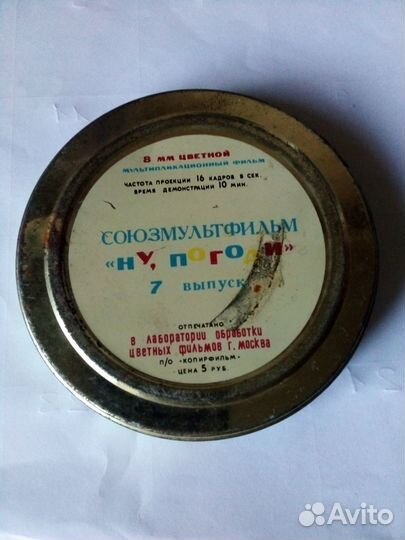 8 мм цветной
мультипликационный фильм
частота проекции 16 кадров в сек.
время демонстрации 10 мин.
союзмультфильм
«ну, погоди»
7 выпуск
отпечатано
в лаборатории обработки
цветных фильмов г. москва
п/о «копирфильм»
цена 5 руб.
Avito